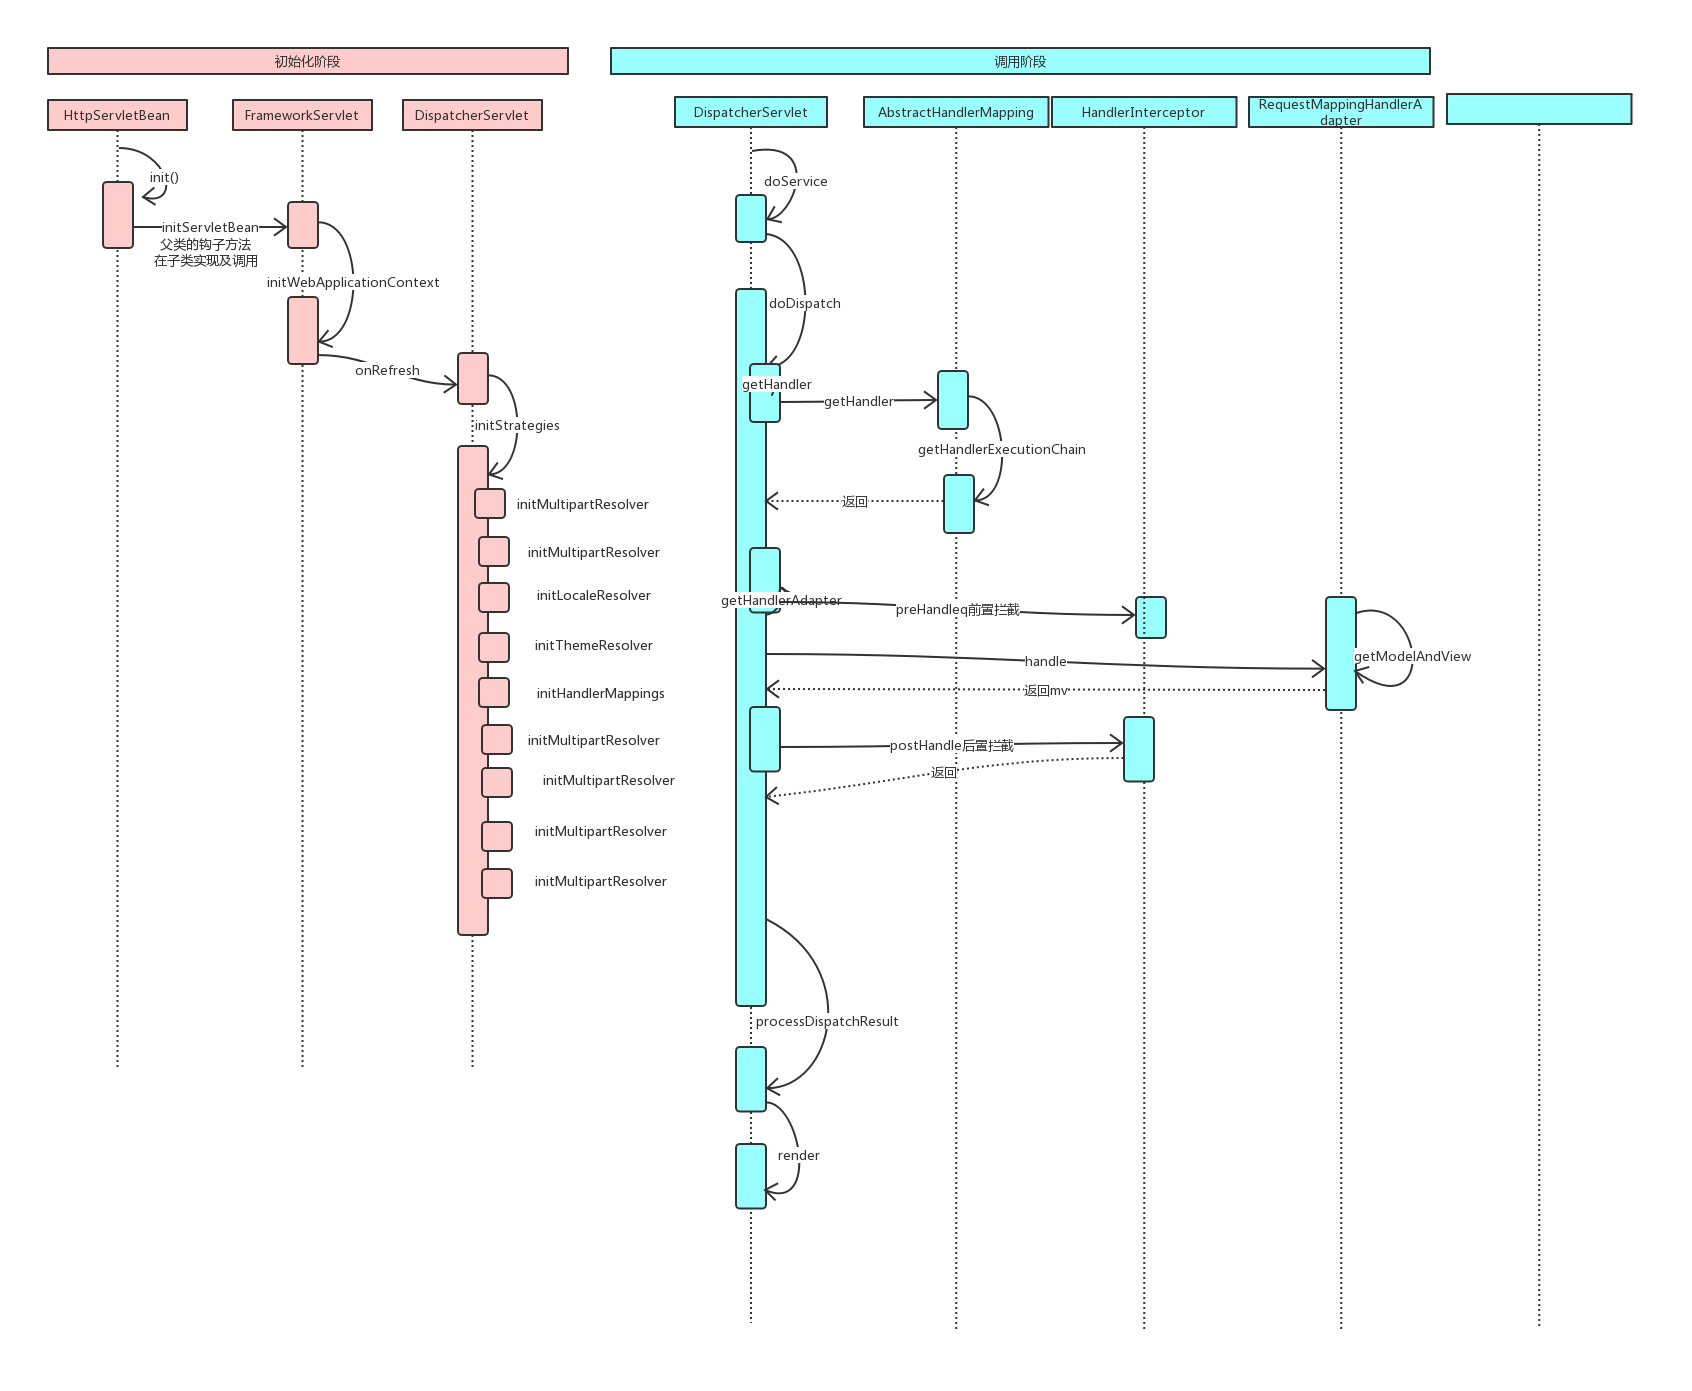 初始化阶段
调用阶段
HttpServletBean
FrameworkServlet
DispatcherServlet
DispatcherServlet
AbstractHandlerMapping
HandlerInterceptor
RequestMappingHandlerA
dapter
init()
initServletBean
父类的钩子方法
在子类实现及调用
initWebApplicationContext
onRefresh
initStrategies
initMultipartResolver
initMultipartResolver
initLocaleResolver
initThemeResolver
initHandlerMappings
initMultipartResolver
initMultipartResolver
initMultipartResolver
initMultipartResolver
doService
doDispatch
getHandler
getHandler
getHandlerExecutionChain
返回
getHandlerAdapter
preHandleq前置拦截
handle
getModelAndView
返回mv
postHandle后置拦截
返回
processDispatchResult
render